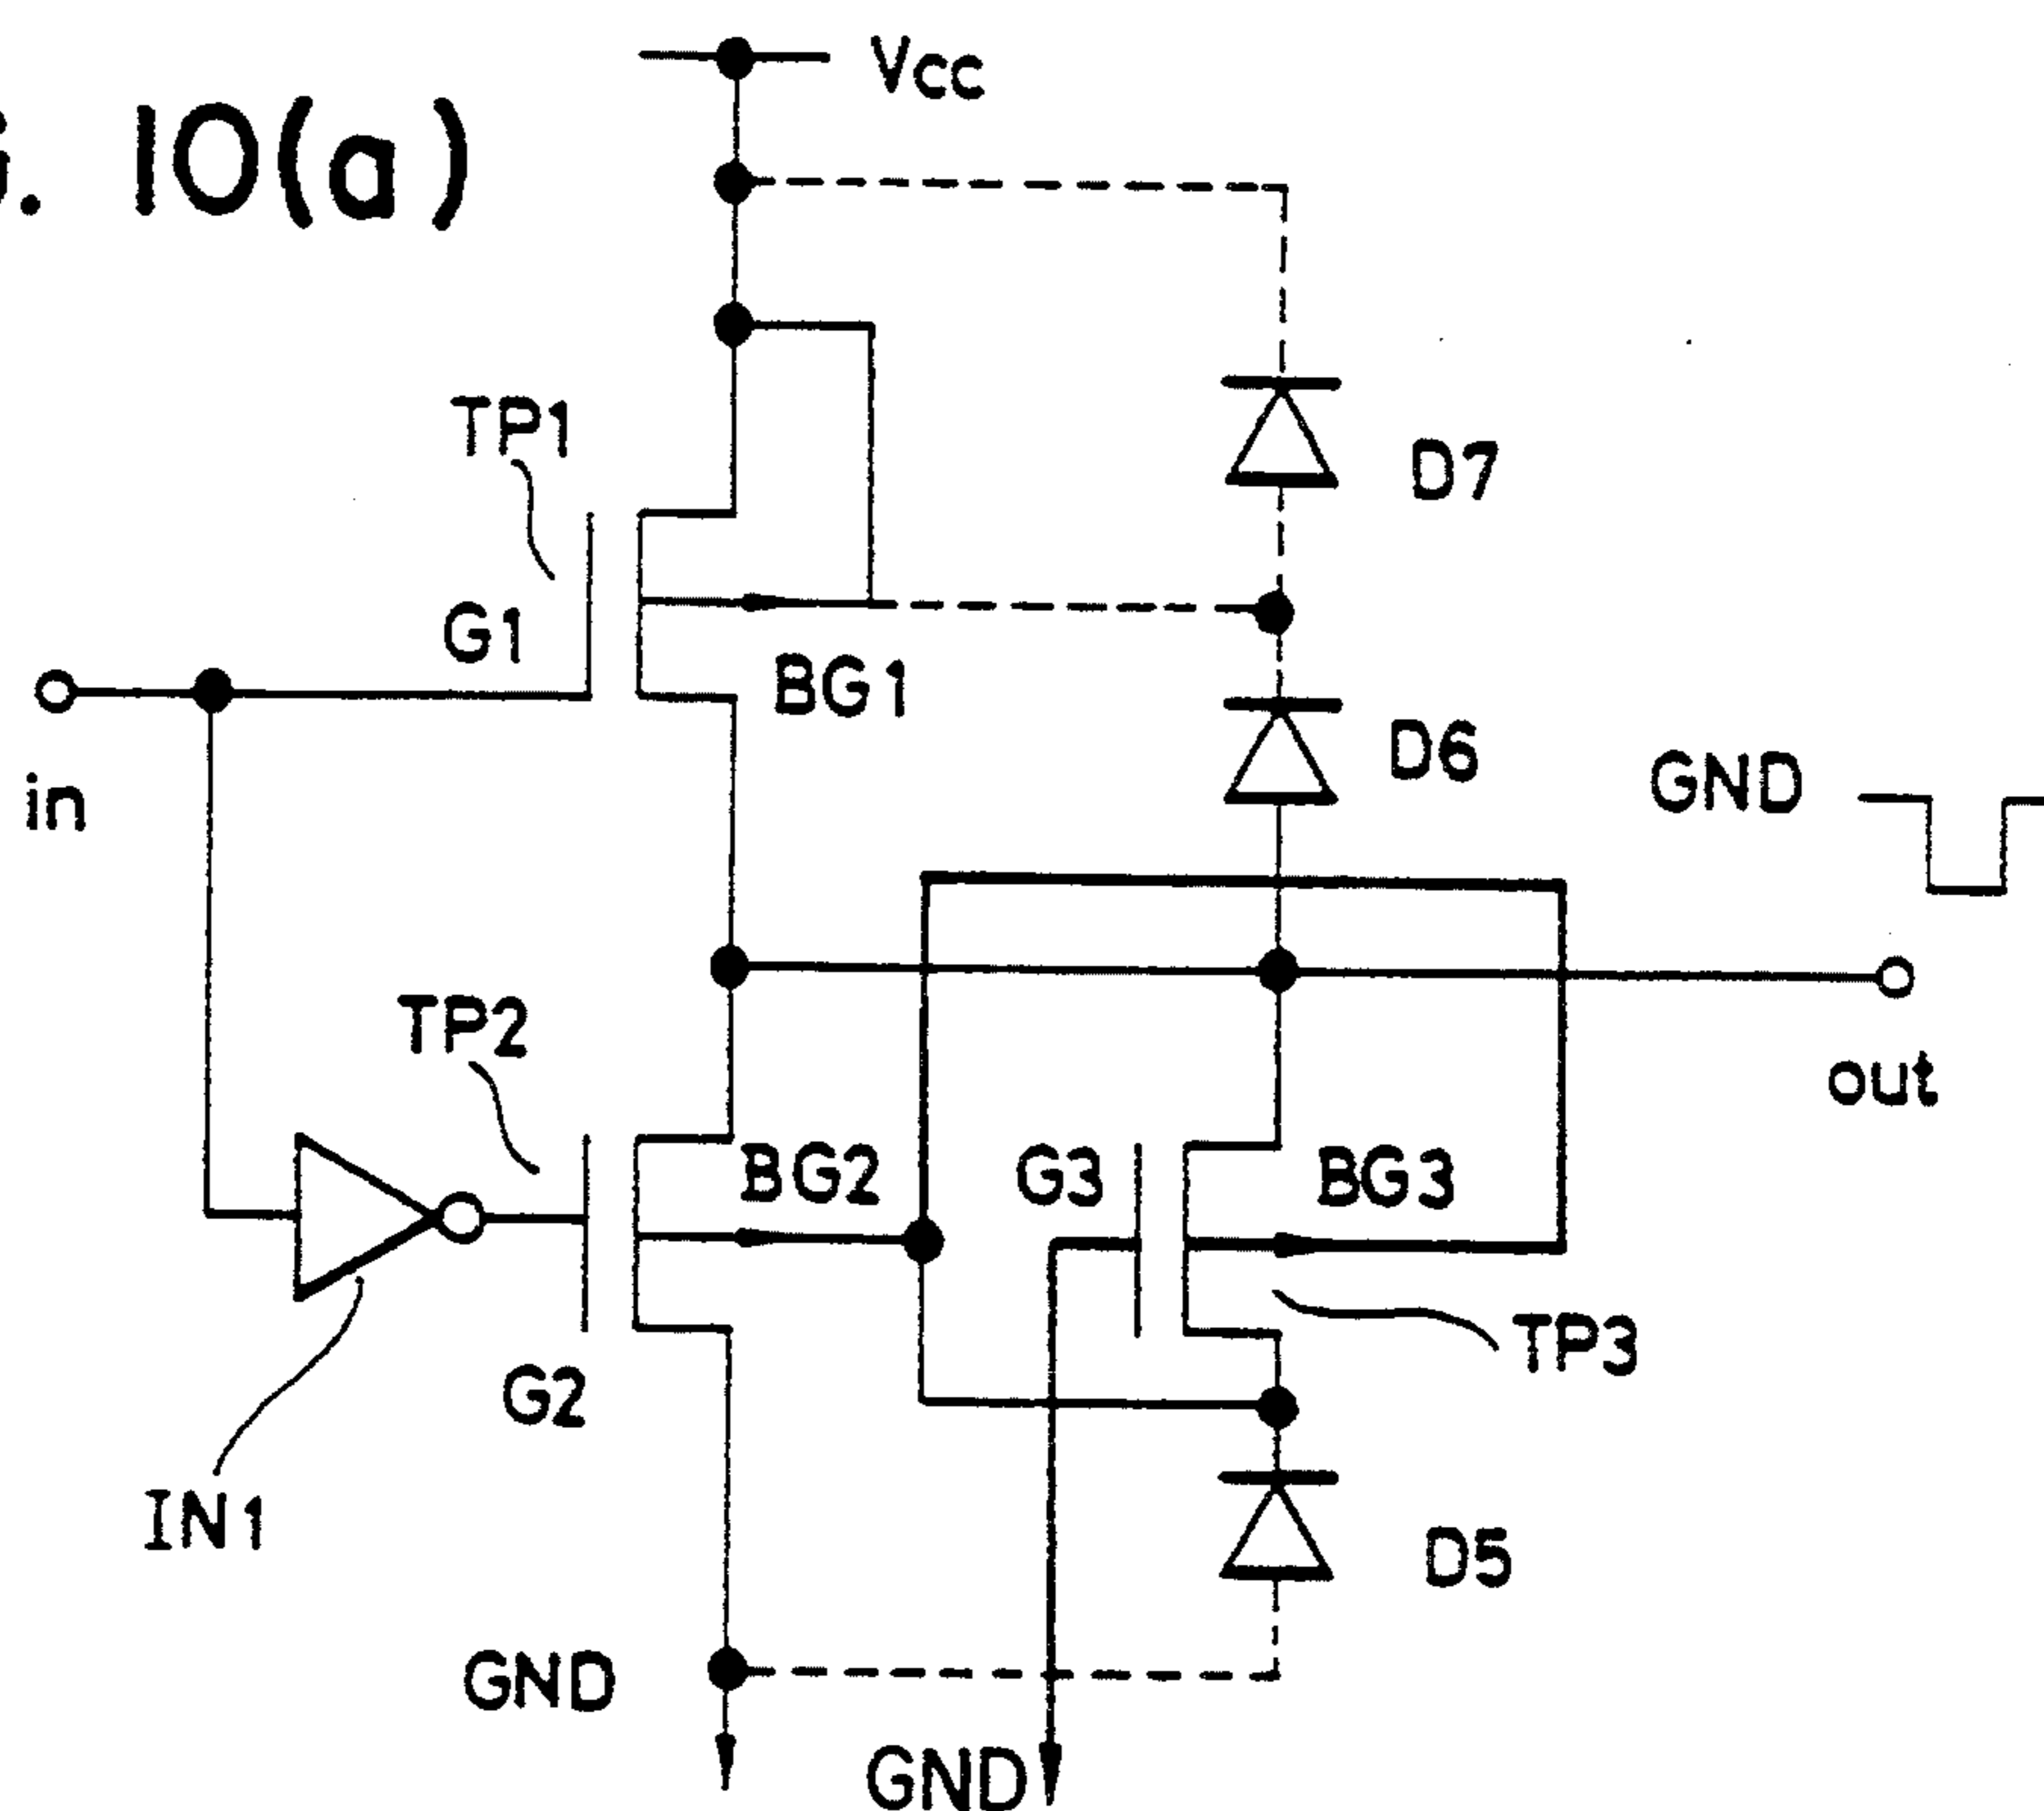 . 10(a)
Vcc
TP1
D7
G1
BG1
in
D6
GND
TP2
out
BG2
G3
BG3
TP3
G2
IN1
D5
GND
GND